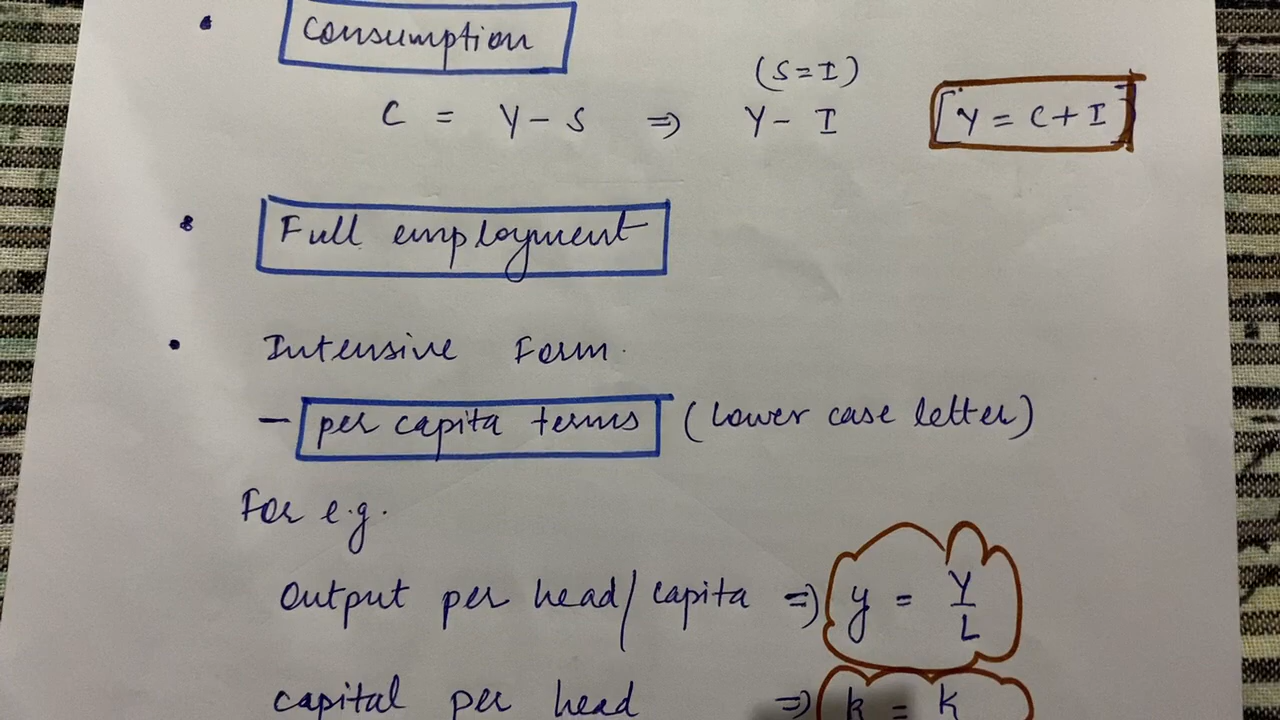 Consumption
(S=I)
C = Y - S ⇒ Y - I [Y = C + I]
Full employment
Intensive Form.
- per capita terms (Lower case letter)
For e.g.
Output per head/capita ⇒) y = Y/L
capital per head ⇒) k = K